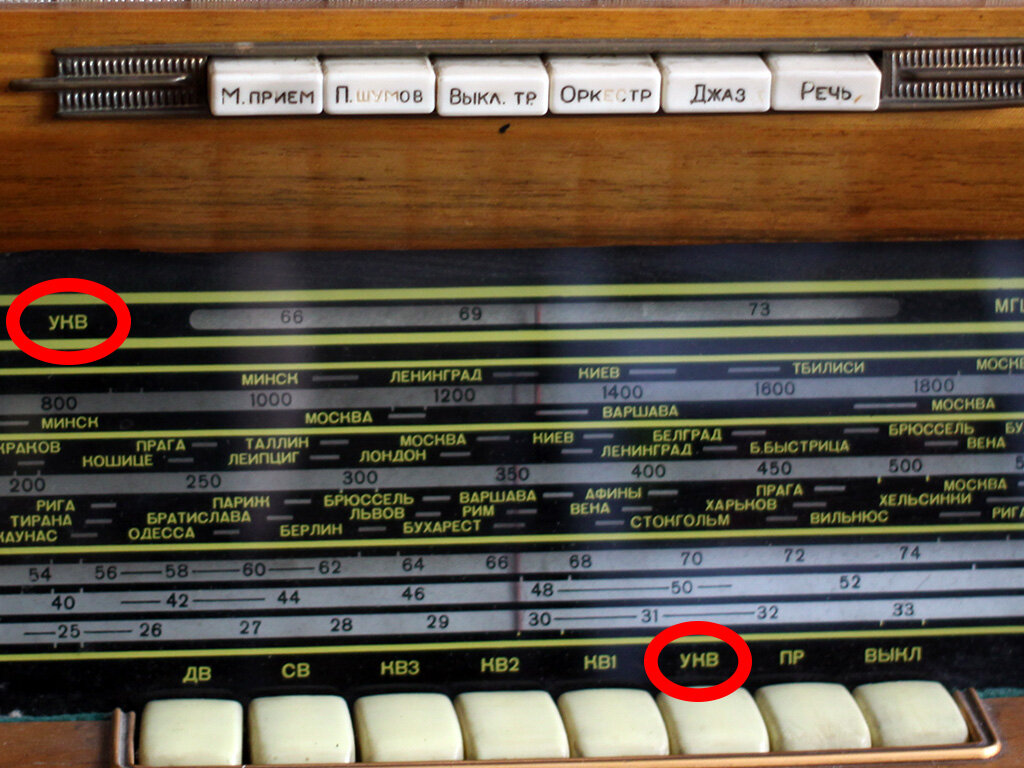 М.ПРИЕМ П.ШУМОВ ВЫКЛ. ТР. ОРКЕСТР ДЖАЗ РЕЧЬ
УКВ 66 69 73
МИНСК ЛЕНИНГРАД КИЕВ ТБИЛИСИ
800 1000 1200 1400 1600 1800
МИНСК МОСКВА ВАРШАВА МОСКВА
КРАКОВ ПРАГА ТАЛЛИН МОСКВА КИЕВ БЕЛГРАД БРЮССЕЛЬ
КОШИЦЕ ЛЕИПЦИГ ЛОНДОН ЛЕНИНГРАД Б.БЫСТРИЦА ВЕНА
200 250 300 350 400 450 500
РИГА ПАРИЖ БРЮССЕЛЬ ВАРШАВА АФИНЫ ПРАГА МОСКВА
ТИРАНА БРАТИСЛАВА ЛЬВОВ РИМ ВЕНА ХАРЬКОВ ХЕЛЬСИНКИ
КАУНАС ОДЕССА БЕРЛИН БУХАРЕСТ СТОКГОЛЬМ ВИЛЬНЮС РИГА
54 56 58 60 62 64 66 68 70 72 74
40 42 44 46 48 50 52
25 26 27 28 29 30 31 32 33
ДВ СВ КВ3 КВ2 КВ1 УКВ ПР ВЫКЛ